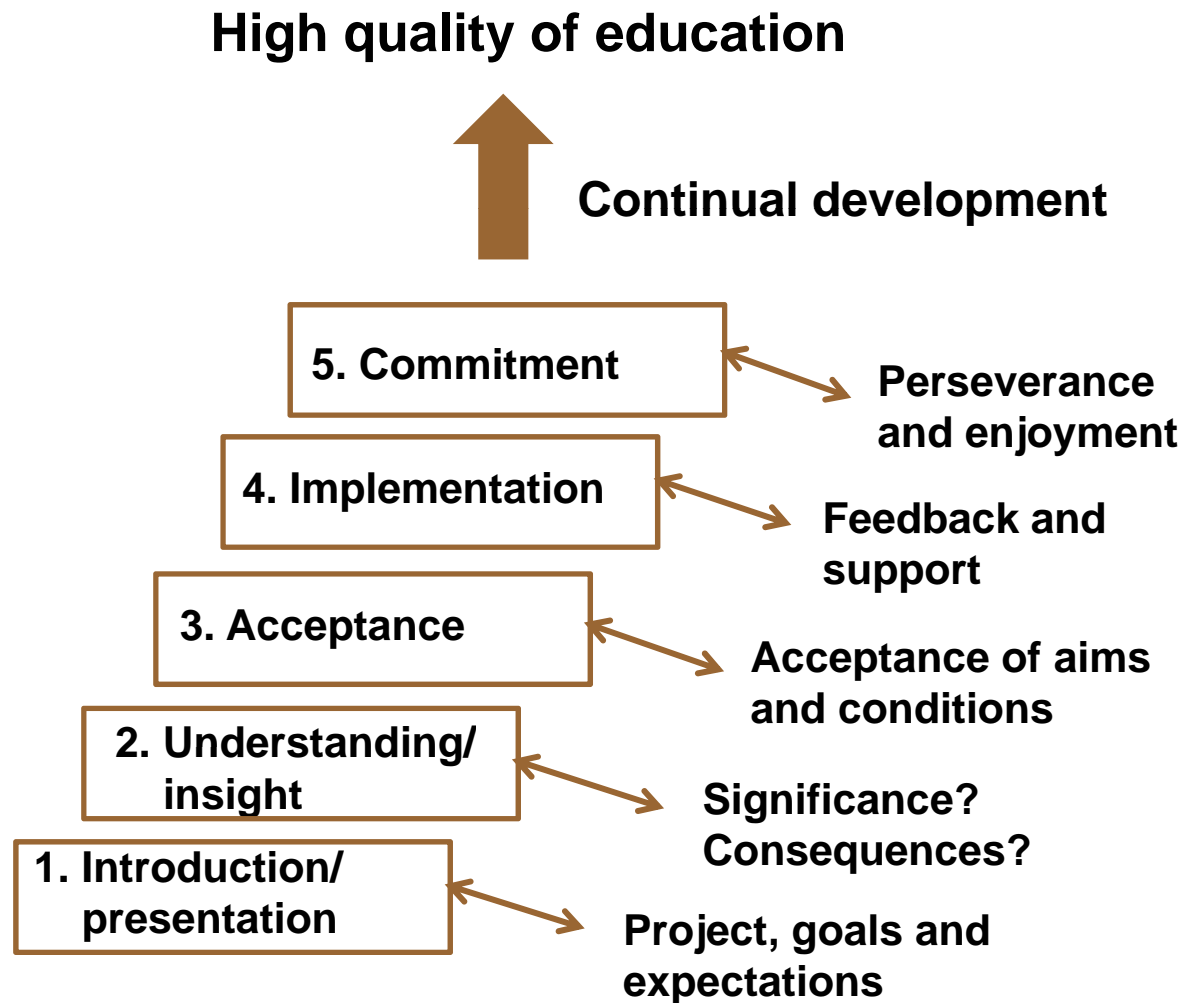 High quality of education
Continual development
5. Commitment
Perseverance
and enjoyment
4. Implementation
Feedback and
support
3. Acceptance
Acceptance of aims
and conditions
2. Understanding/
insight
Significance?
Consequences?
1. Introduction/
presentation
Project, goals and
expectations